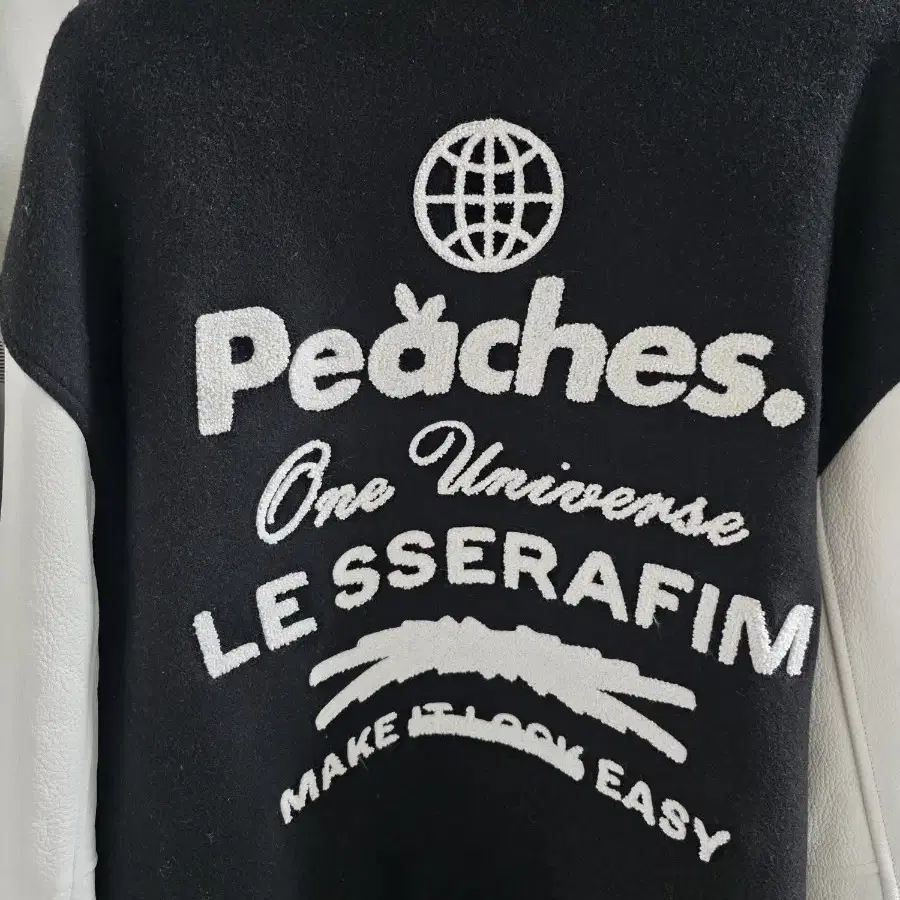 Peaches.
One Universe
LE SSERAFIM
MAKE IT LOOK EASY